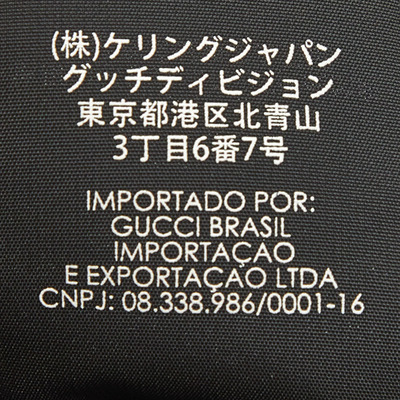 (株)ケリングジャパン
グッチディビジョン
東京都港区北青山
3丁目6番7号
IMPORTADO POR:
GUCCI BRASIL
IMPORTAÇAO
E EXPORTAÇAO LTDA
CNPJ: 08.338.986/0001-16